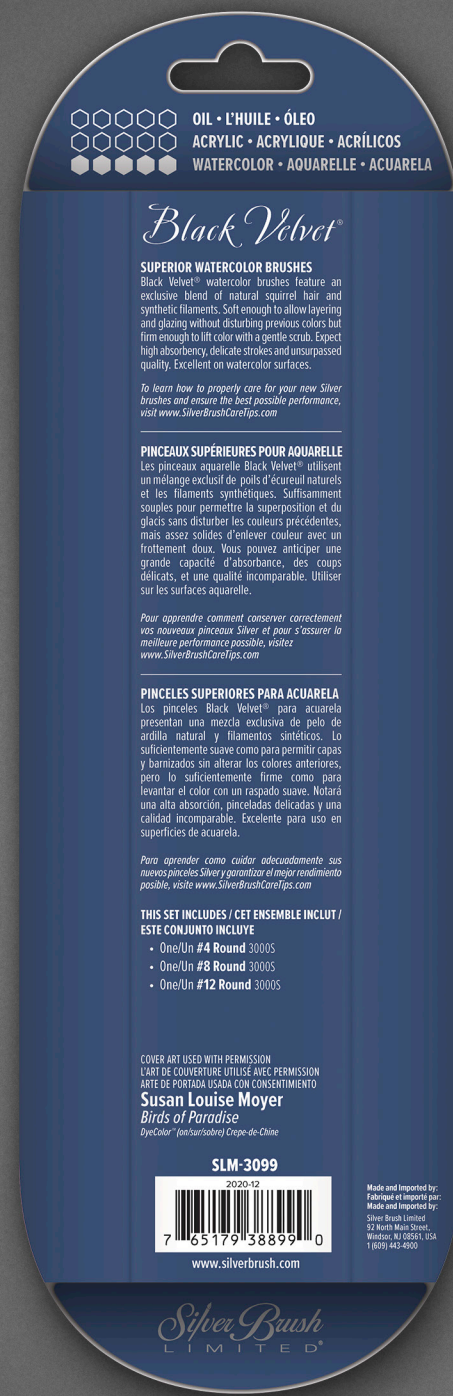 OIL • L'HUILE • ÓLEO
ACRYLIC • ACRYLIQUE • ACRÍLICOS
WATERCOLOR • AQUARELLE • ACUARELA
Black Velvet®
SUPERIOR WATERCOLOR BRUSHES
Black Velvet® watercolor brushes feature an
exclusive blend of natural squirrel hair and
synthetic filaments. Soft enough to allow layering
and glazing without disturbing previous colors but
firm enough to lift color with a gentle scrub. Expect
high absorbency, delicate strokes and unsurpassed
quality. Excellent on watercolor surfaces.
To learn how to properly care for your new Silver
brushes and ensure the best possible performance,
visit www.SilverBrushCareTips.com
PINCEAUX SUPÉRIEURES POUR AQUARELLE
Les pinceaux aquarelle Black Velvet® utilisent
un mélange exclusif de poils d'écureuil naturels
et les filaments synthétiques. Suffisamment
souples pour permettre la superposition et du
glacis sans disturber les couleurs précédentes,
mais assez solides d'enlever couleur avec un
frottement doux. Vous pouvez anticiper une
grande capacité d'absorbance, des coups
délicats, et une qualité incomparable. Utiliser
sur les surfaces aquarelle.
Pour apprendre comment conserver correctement
vos nouveaux pinceaux Silver et pour s'assurer la
meilleure performance possible, visitez
www.SilverBrushCareTips.com
PINCELES SUPERIORES PARA ACUARELA
Los pinceles Black Velvet® para acuarela
presentan una mezcla exclusiva de pelo de
ardilla natural y filamentos sintéticos. Lo
suficientemente suave como para permitir capas
y barnizados sin alterar los colores anteriores,
pero lo suficientemente firme como para
levantar el color con un raspado suave. Notará
una alta absorción, pinceladas delicadas y una
calidad incomparable. Excelente para uso en
superficies de acuarela.
Para aprender como cuidar adecuadamente sus
nuevos pinceles Silver y garantizar el mejor rendimiento
posible, visite www.SilverBrushCareTips.com
THIS SET INCLUDES / CET ENSEMBLE INCLUT /
ESTE CONJUNTO INCLUYE
• One/Un #4 Round 3000S
• One/Un #8 Round 3000S
• One/Un #12 Round 3000S
COVER ART USED WITH PERMISSION
L'ART DE COUVERTURE UTILISÉ AVEC PERMISSION
ARTE DE PORTADA USADA CON CONSENTIMIENTO
Susan Louise Moyer
Birds of Paradise
DyeColor™ (on/sur/sobre) Crepe-de-Chine
SLM-3099
2020-12
7 65179 38899 0
www.silverbrush.com
Made and Imported by:
Fabriqué et importé par:
Made and Imported by:
Silver Brush Limited
92 North Main Street,
Windsor, NJ 08561, USA
1 (609) 443-4900
Silver Brush
LIMITED®